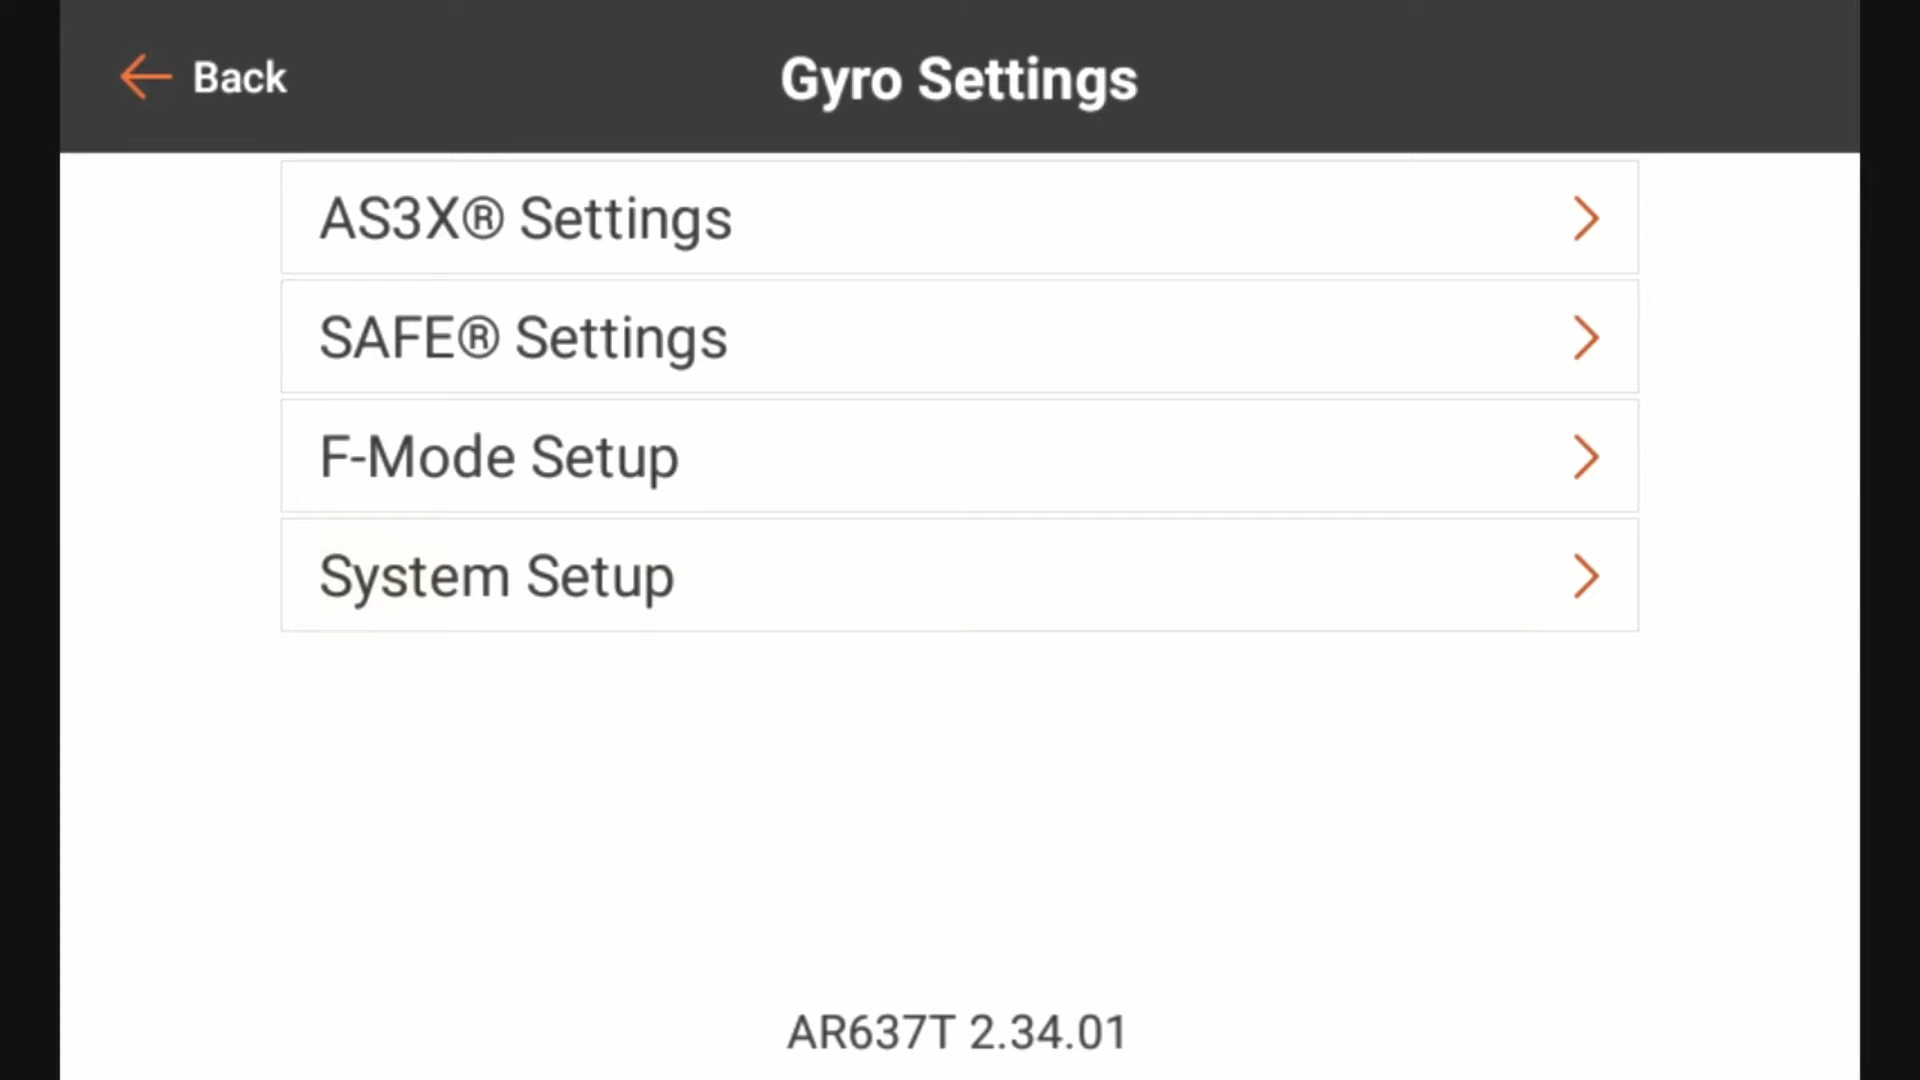 Back
Gyro Settings
AS3X® Settings
SAFE® Settings
F-Mode Setup
System Setup
AR637T 2.34.01